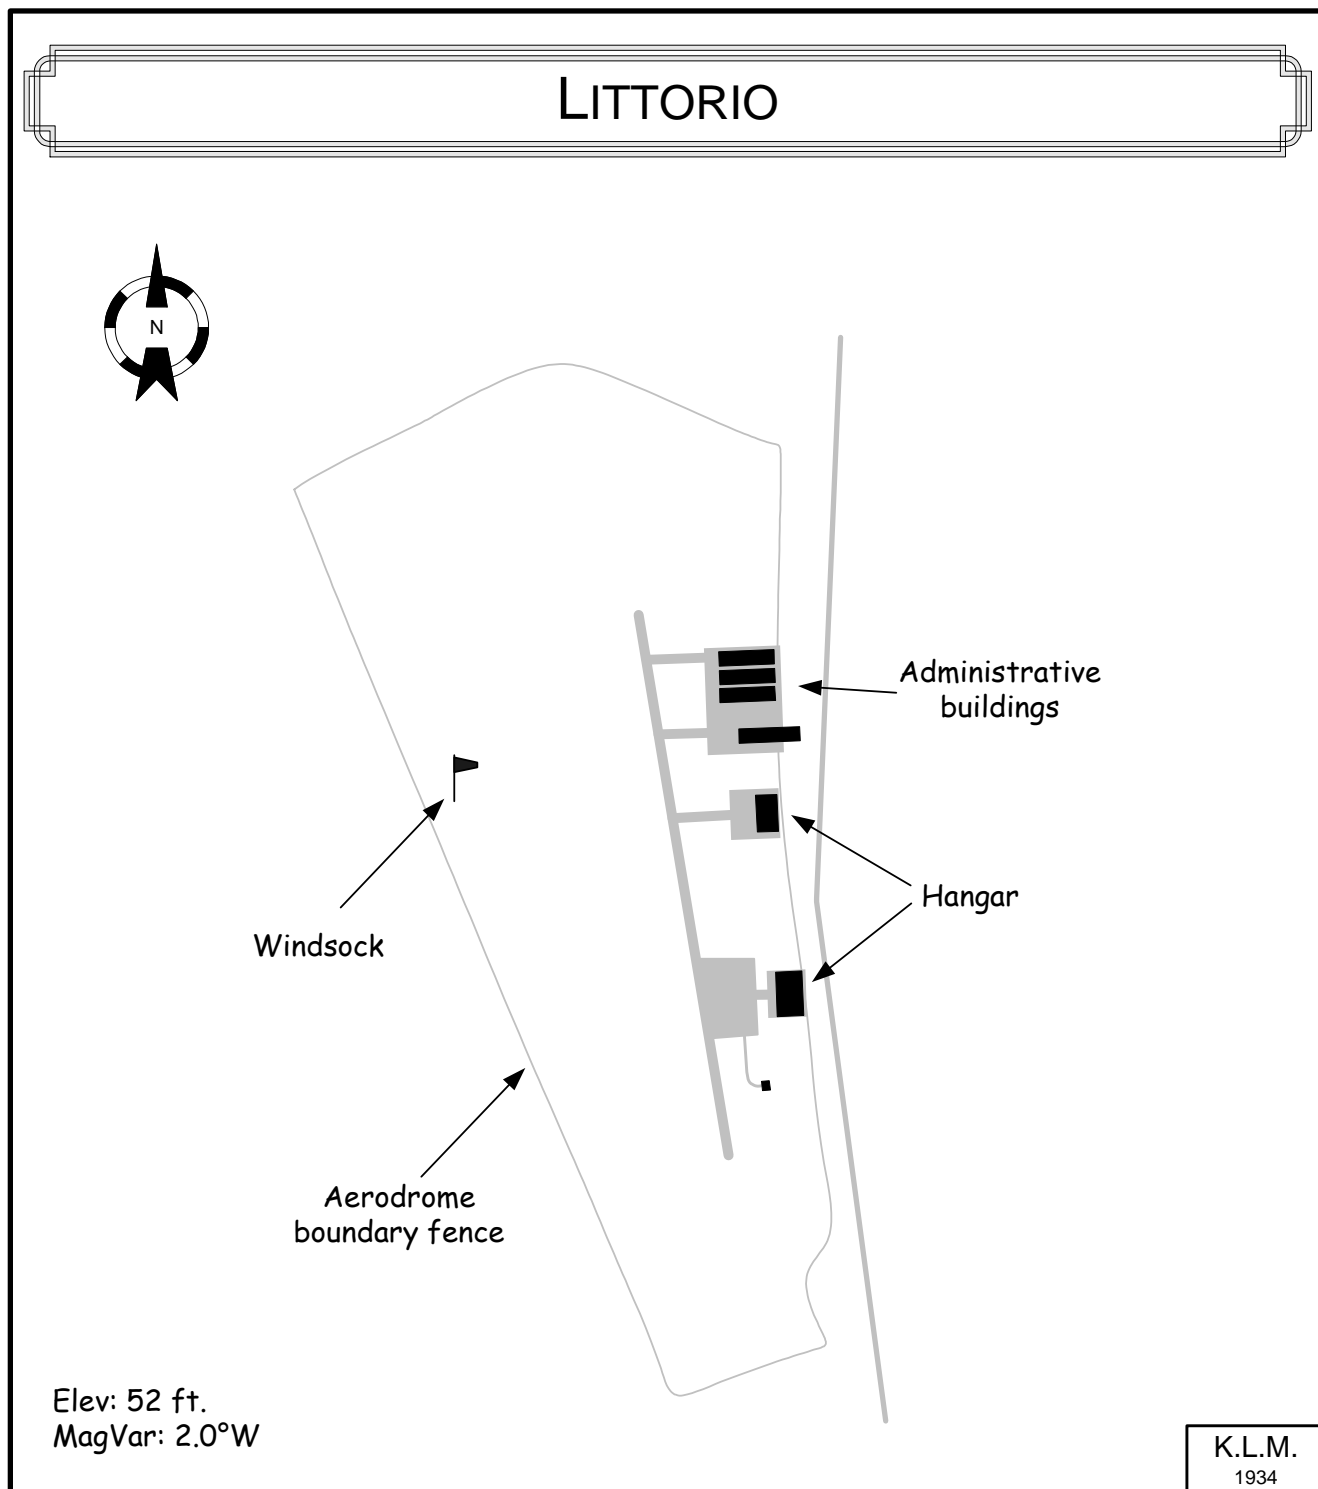 LITTORIO
N
Administrative
buildings
Hangar
Windsock
Aerodrome
boundary fence
Elev: 52 ft.
MagVar: 2.0°W
K.L.M.
1934